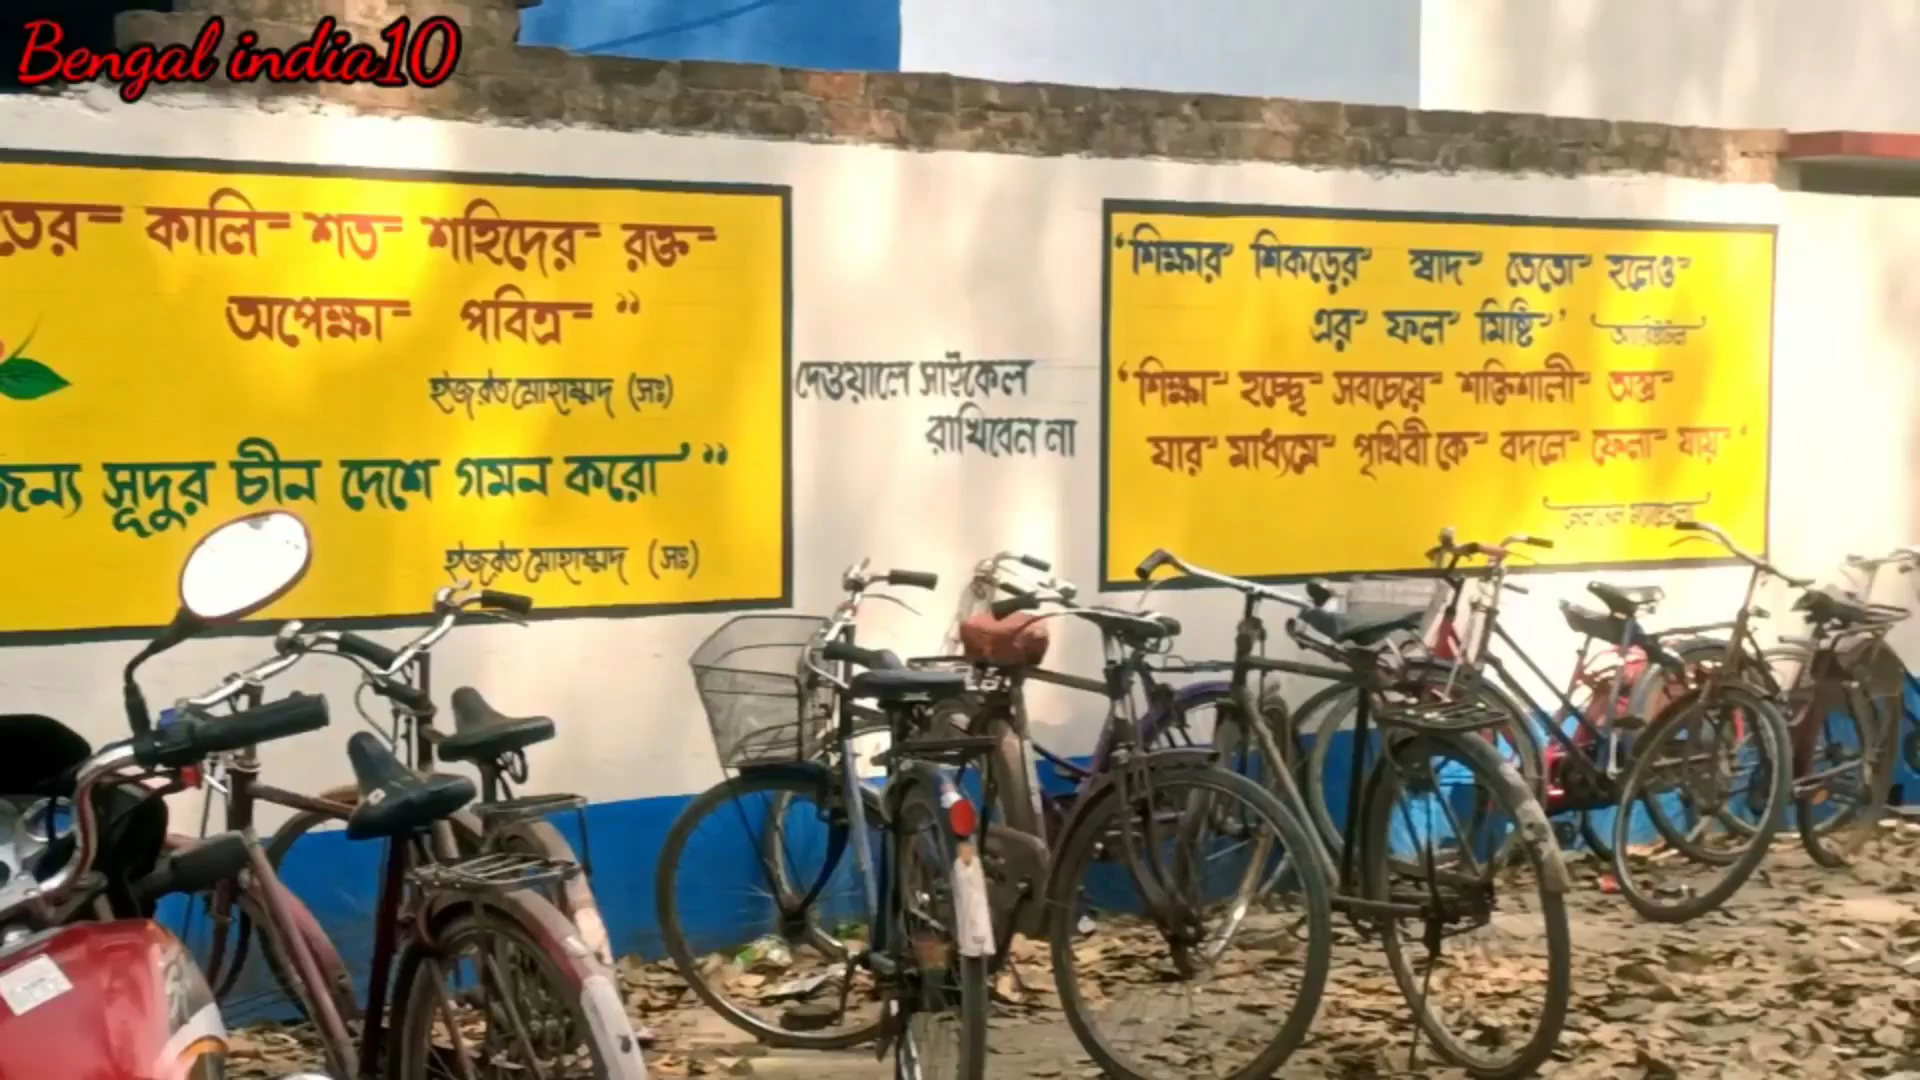 Bengal india10
তের কালি শত শহিদের রক্ত
অপেক্ষা পবিত্র”
হজরত মোহাম্মদ (সঃ)
জন্য সূদুর চীন দেশে গমন করো”
হজরত মোহাম্মদ (সঃ)
দেওয়ালে সাইকেল
রাখিবেন না
‘শিক্ষার শিকড়ের স্বাদ তেতো হলেও
এর ফল মিষ্টি’
‘শিক্ষা হচ্ছে সবচেয়ে শক্তিশালী অস্ত্র
যার মাধ্যমে পৃথিবী কে বদলে ফেলা যায়’